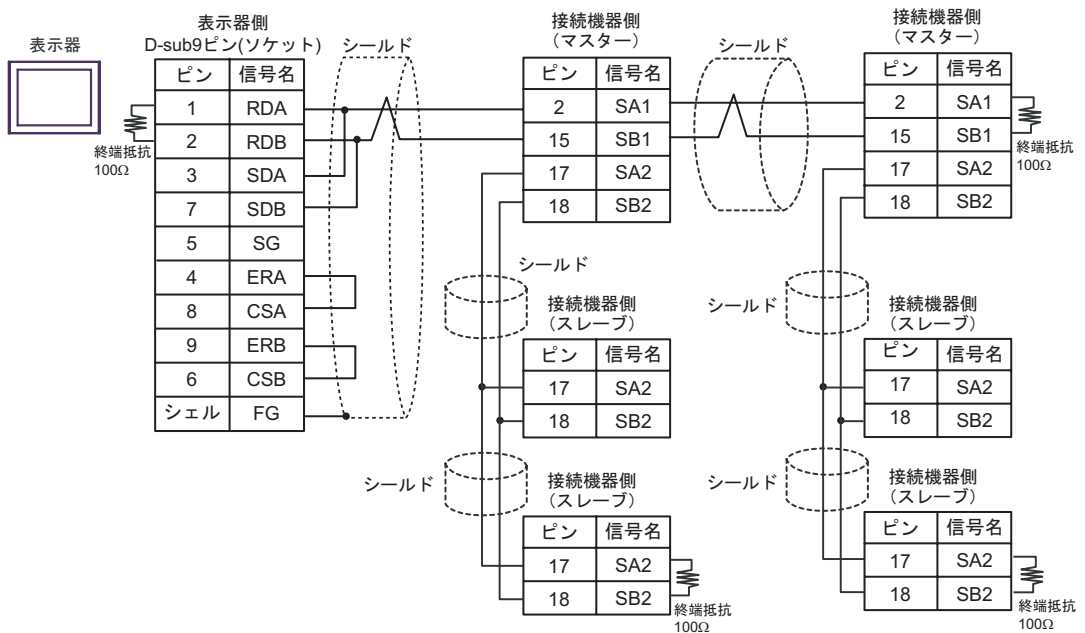 表示器
表示器側
D-sub9ピン(ソケット)
ピン 信号名
1 RDA
2 RDB
3 SDA
7 SDB
5 SG
4 ERA
8 CSA
9 ERB
6 CSB
シェル FG
終端抵抗
100Ω
シールド
接続機器側
（マスター）
ピン 信号名
2 SA1
15 SB1
17 SA2
18 SB2
シールド
接続機器側
（マスター）
ピン 信号名
2 SA1
15 SB1
17 SA2
18 SB2
終端抵抗
100Ω
シールド
接続機器側
（スレーブ）
ピン 信号名
17 SA2
18 SB2
シールド
接続機器側
（スレーブ）
ピン 信号名
17 SA2
18 SB2
シールド
接続機器側
（スレーブ）
ピン 信号名
17 SA2
18 SB2
終端抵抗
100Ω
シールド
接続機器側
（スレーブ）
ピン 信号名
17 SA2
18 SB2
終端抵抗
100Ω